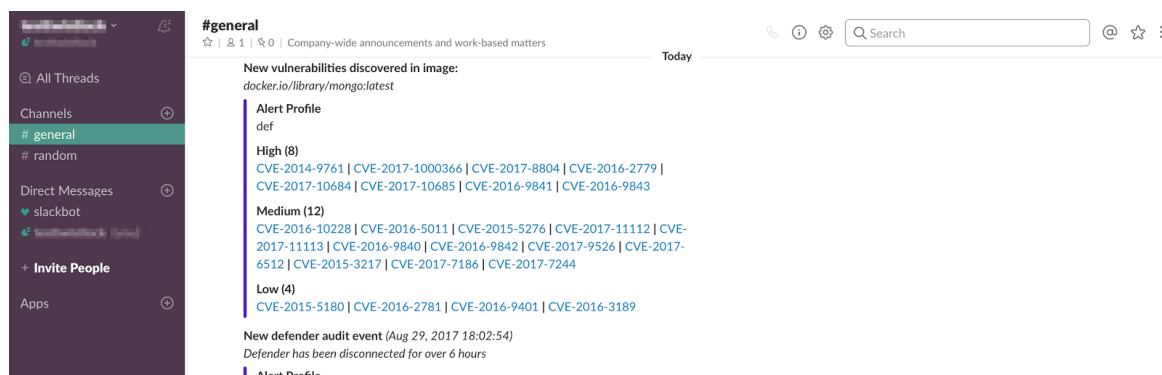 All Threads
Channels
# general
# random
Direct Messages
slackbot
+ Invite People
Apps
#general
1 | 0 | Company-wide announcements and work-based matters
Search
Today
New vulnerabilities discovered in image:
docker.io/library/mongo:latest
Alert Profile
def
High (8)
CVE-2014-9761 | CVE-2017-1000366 | CVE-2017-8804 | CVE-2016-2779 |
CVE-2017-10684 | CVE-2017-10685 | CVE-2016-9841 | CVE-2016-9843
Medium (12)
CVE-2016-10228 | CVE-2016-5011 | CVE-2015-5276 | CVE-2017-11112 | CVE-
2017-11113 | CVE-2016-9840 | CVE-2016-9842 | CVE-2017-9526 | CVE-2017-
6512 | CVE-2015-3217 | CVE-2017-7186 | CVE-2017-7244
Low (4)
CVE-2015-5180 | CVE-2016-2781 | CVE-2016-9401 | CVE-2016-3189
New defender audit event (Aug 29, 2017 18:02:54)
Defender has been disconnected for over 6 hours
Alert Profile